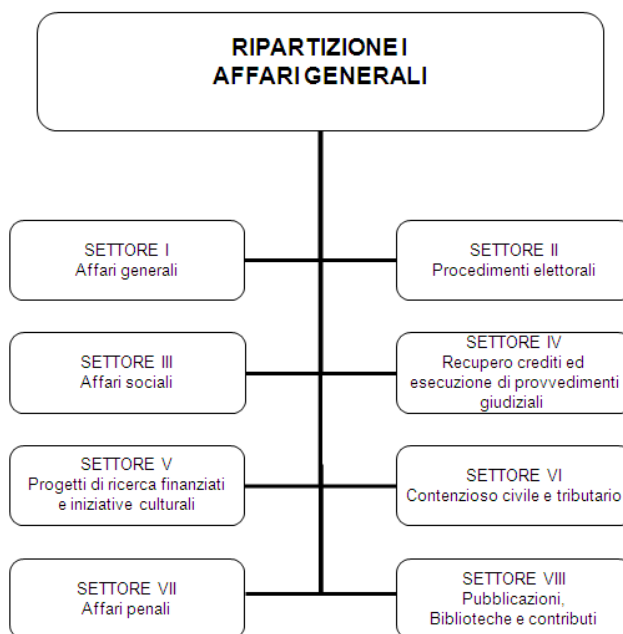 RIPARTIZIONE I
AFFARI GENERALI
SETTORE I
Affari generali
SETTORE II
Procedimenti elettorali
SETTORE III
Affari sociali
SETTORE IV
Recupero crediti ed
esecuzione di provvedimenti
giudiziali
SETTORE V
Progetti di ricerca finanziati
e iniziative culturali
SETTORE VI
Contenzioso civile e tributario
SETTORE VII
Affari penali
SETTORE VIII
Pubblicazioni,
Biblioteche e contributi